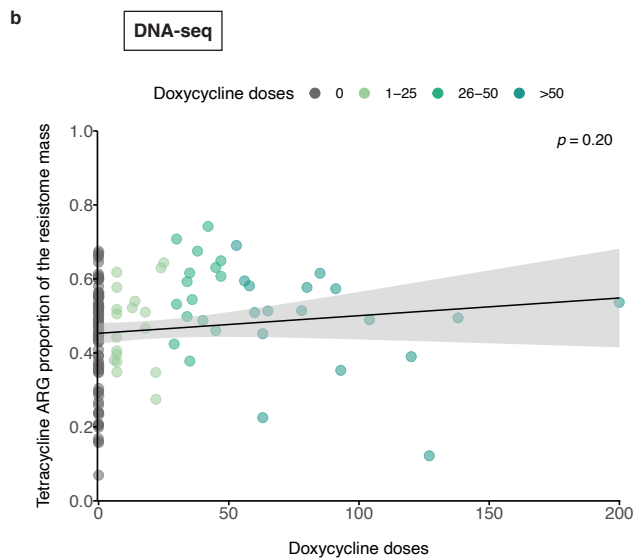 b
DNA-seq
Doxycycline doses 0 1–25 26–50 >50
p = 0.20
Tetracycline ARG proportion of the resistome mass
1.0
0.8
0.6
0.4
0.2
0.0
0 50 100 150 200
Doxycycline doses